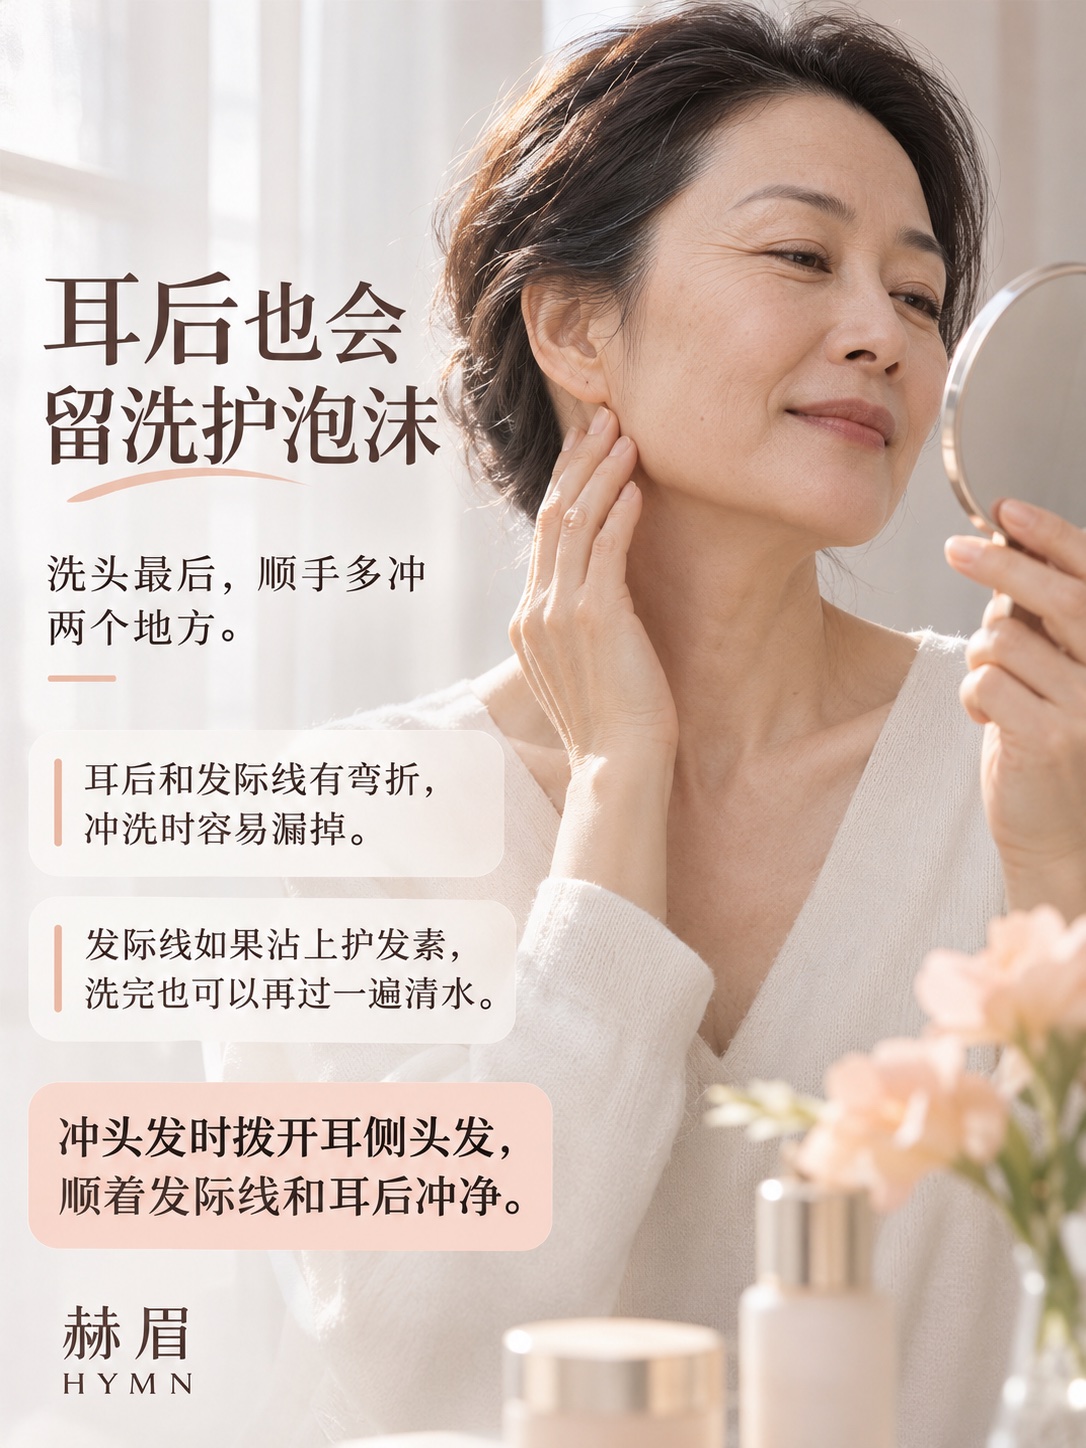 耳后也会
留洗护泡沫
洗头最后，顺手多冲
两个地方。
耳后和发际线有弯折，
冲洗时容易漏掉。
发际线如果沾上护发素，
洗完也可以再过一遍清水。
冲头发时拨开耳侧头发，
顺着发际线和耳后冲净。
赫眉
HYMN